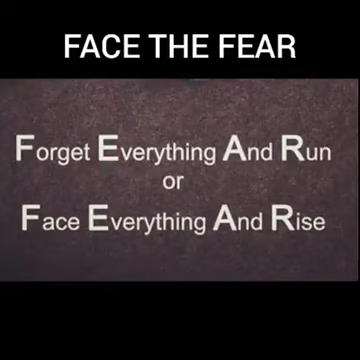 FACE THE FEAR
Forget Everything And Run
or
Face Everything And Rise